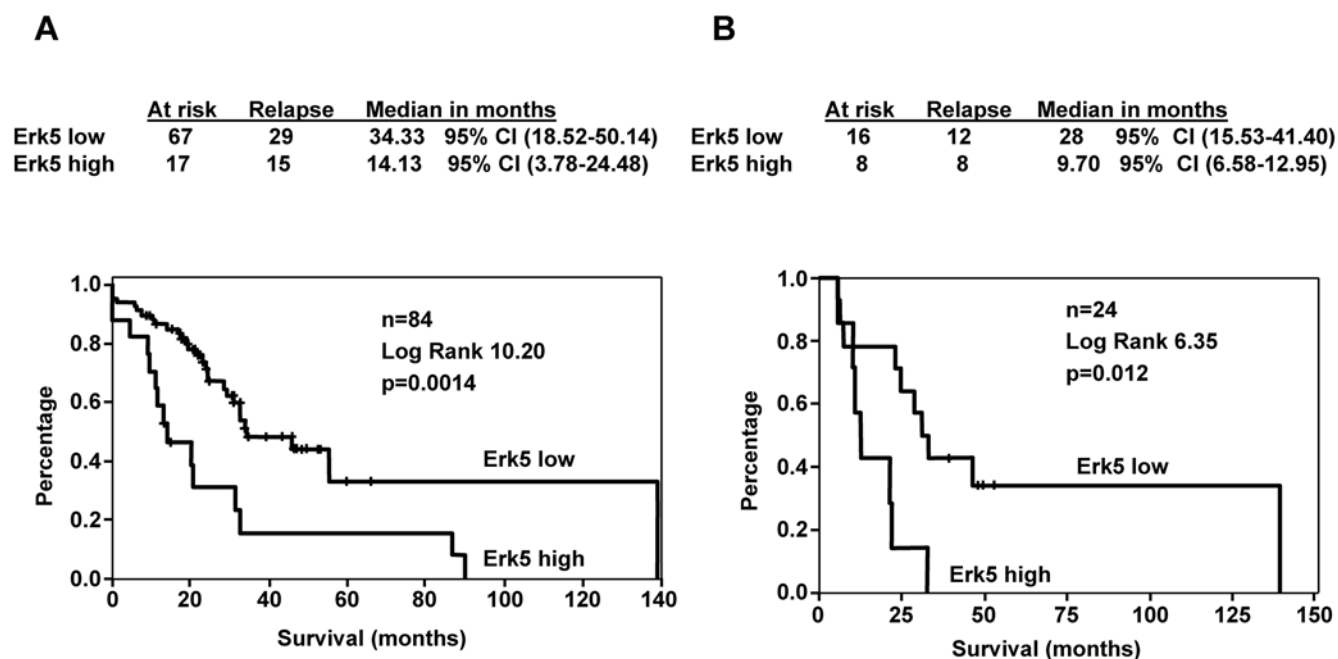 A
At risk Relapse Median in months
Erk5 low 67 29 34.33 95% CI (18.52-50.14)
Erk5 high 17 15 14.13 95% CI (3.78-24.48)
1.0
0.8
0.6
0.4
0.2
0.0
Percentage
n=84
Log Rank 10.20
p=0.0014
Erk5 low
Erk5 high
0 20 40 60 80 100 120 140
Survival (months)
B
At risk Relapse Median in months
Erk5 low 16 12 28 95% CI (15.53-41.40)
Erk5 high 8 8 9.70 95% CI (6.58-12.95)
1.0
0.8
0.6
0.4
0.2
0.0
Percentage
n=24
Log Rank 6.35
p=0.012
Erk5 low
Erk5 high
0 25 50 75 100 125 150
Survival (months)